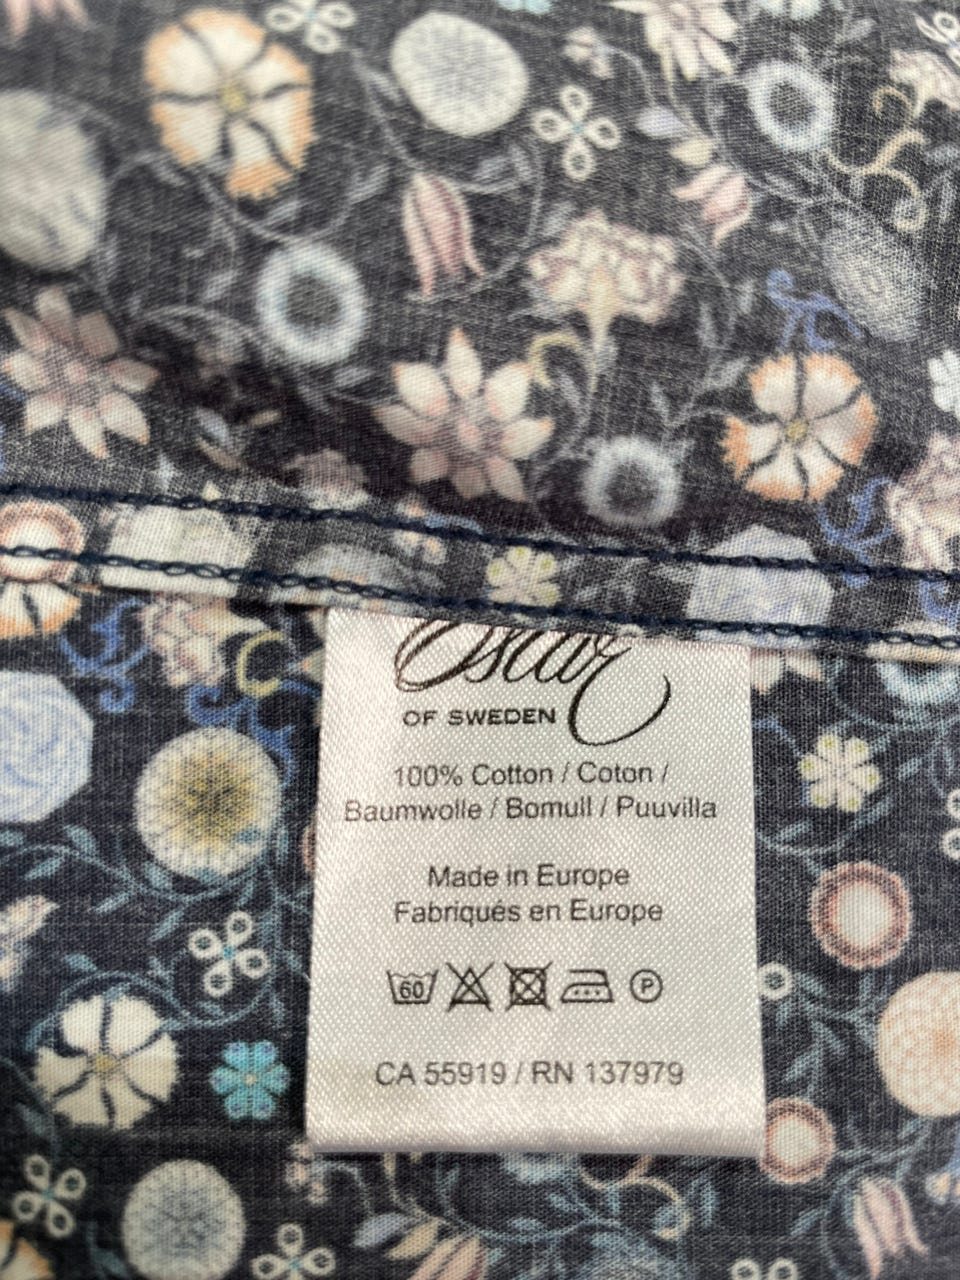 Oscar
OF SWEDEN
100% Cotton / Coton /
Baumwolle / Bomull / Puuvilla
Made in Europe
Fabriqués en Europe
60 P
CA 55919 / RN 137979